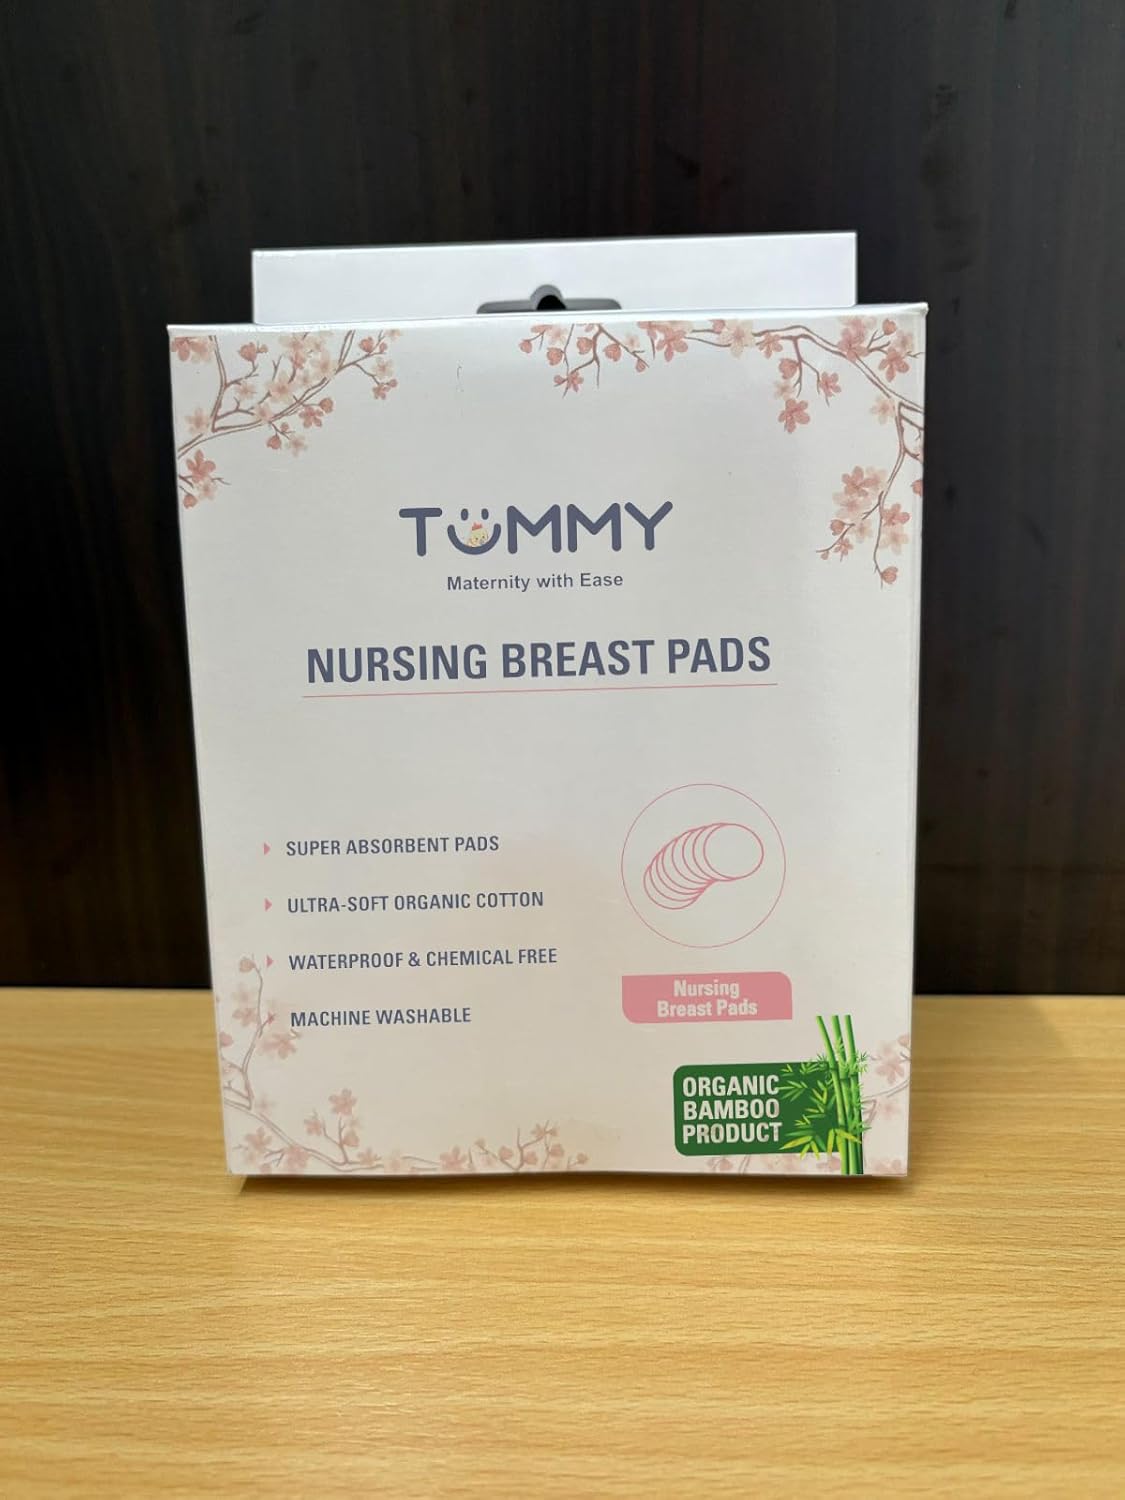 TUMMY
Maternity with Ease
NURSING BREAST PADS
SUPER ABSORBENT PADS
ULTRA-SOFT ORGANIC COTTON
WATERPROOF & CHEMICAL FREE
MACHINE WASHABLE
Nursing
Breast Pads
ORGANIC
BAMBOO
PRODUCT